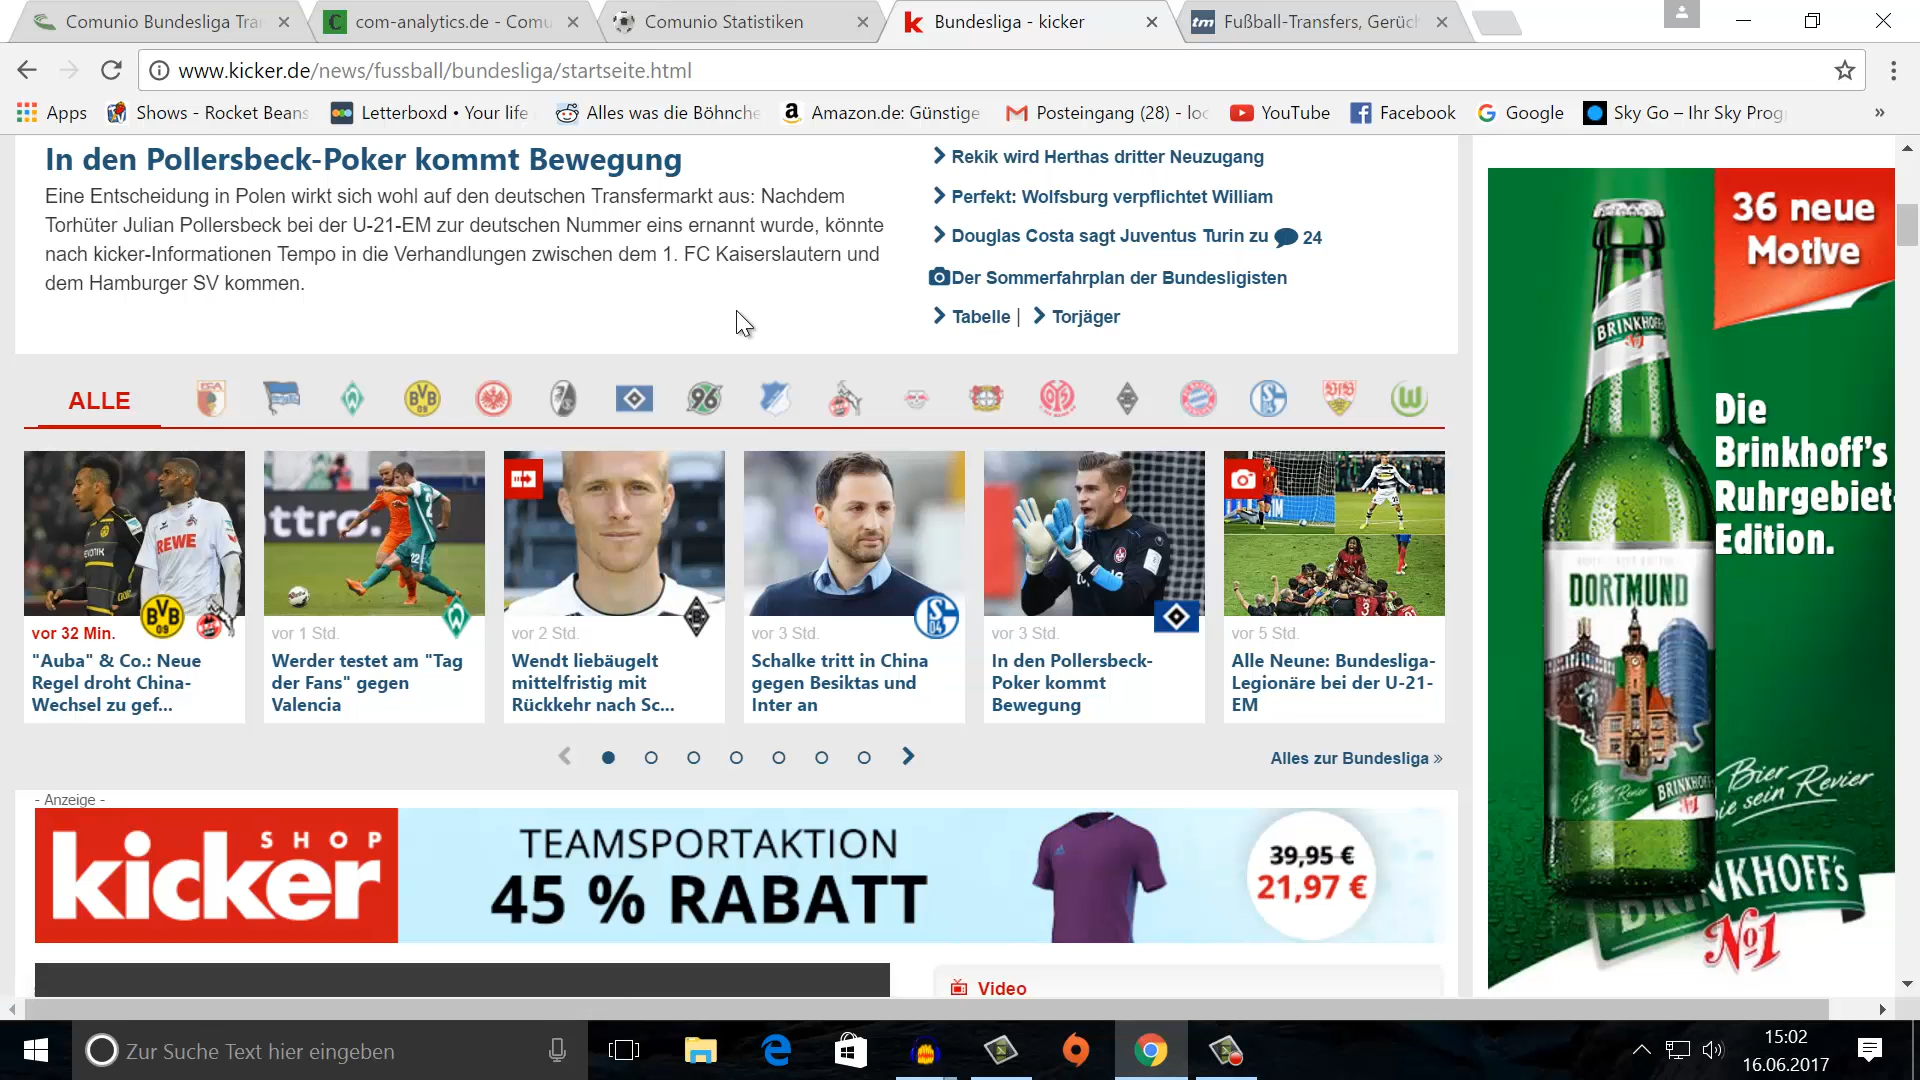 Comunio Bundesliga Tra
com-analytics.de - Comu
Comunio Statistiken
Bundesliga - kicker
tm Fußball-Transfers, Gerüch
www.kicker.de/news/fussball/bundesliga/startseite.html
Apps
Shows - Rocket Beans
Letterboxd • Your life
Alles was die Böhnche
Amazon.de: Günstige
Posteingang (28) - loc
YouTube
Facebook
Google
Sky Go – Ihr Sky Prog
»
In den Pollersbeck-Poker kommt Bewegung
Eine Entscheidung in Polen wirkt sich wohl auf den deutschen Transfermarkt aus: Nachdem
Torhüter Julian Pollersbeck bei der U-21-EM zur deutschen Nummer eins ernannt wurde, könnte
nach kicker-Informationen Tempo in die Verhandlungen zwischen dem 1. FC Kaiserslautern und
dem Hamburger SV kommen.
Rekik wird Herthas dritter Neuzugang
Perfekt: Wolfsburg verpflichtet William
Douglas Costa sagt Juventus Turin zu 24
Der Sommerfahrplan der Bundesligisten
Tabelle | Torjäger
ALLE
vor 32 Min.
"Auba" & Co.: Neue
Regel droht China-
Wechsel zu gef...
vor 1 Std.
Werder testet am "Tag
der Fans" gegen
Valencia
vor 2 Std.
Wendt liebäugelt
mittelfristig mit
Rückkehr nach Sc...
vor 3 Std.
Schalke tritt in China
gegen Besiktas und
Inter an
vor 3 Std.
In den Pollersbeck-
Poker kommt
Bewegung
vor 5 Std.
Alle Neune: Bundesliga-
Legionäre bei der U-21-
EM
REWE
ttro.
BVB
09
Alles zur Bundesliga »
- Anzeige -
SHOP
kicker
TEAMSPORTAKTION
45 % RABATT
39,95 €
21,97 €
Video
36 neue
Motive
BRINKHOFF
Die
Brinkhoff's
Ruhrgebiet-
Edition.
DORTMUND
BRINKHOFF
Bier
wie sein Revier
BRINKHOFF's
No1
Zur Suche Text hier eingeben
15:02
16.06.2017